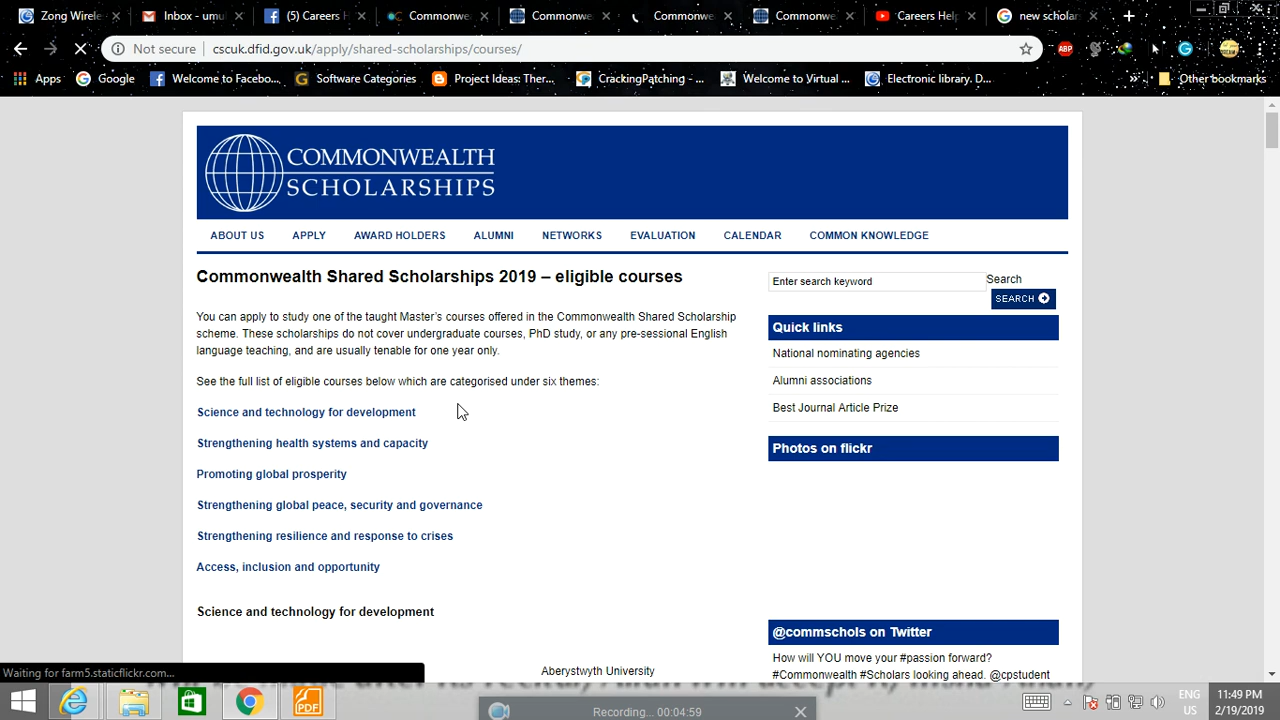 Zong Wireles
Inbox - umul
(5) Careers H
Commonwe
Commonwe
Commonwe
Commonwe
Careers Help
new scholar
Not secure
cscuk.dfid.gov.uk/apply/shared-scholarships/courses/
ABP
Apps
Google
Welcome to Facebo...
Software Categories
Project Ideas: Ther...
CrackingPatching - ...
Welcome to Virtual ...
Electronic library. D...
»
Other bookmarks
COMMONWEALTH
SCHOLARSHIPS
ABOUT US
APPLY
AWARD HOLDERS
ALUMNI
NETWORKS
EVALUATION
CALENDAR
COMMON KNOWLEDGE
Commonwealth Shared Scholarships 2019 – eligible courses
You can apply to study one of the taught Master's courses offered in the Commonwealth Shared Scholarship
scheme. These scholarships do not cover undergraduate courses, PhD study, or any pre-sessional English
language teaching, and are usually tenable for one year only.
See the full list of eligible courses below which are categorised under six themes:
Science and technology for development
Strengthening health systems and capacity
Promoting global prosperity
Strengthening global peace, security and governance
Strengthening resilience and response to crises
Access, inclusion and opportunity
Science and technology for development
Aberystwyth University
Enter search keyword
Search
SEARCH
Quick links
National nominating agencies
Alumni associations
Best Journal Article Prize
Photos on flickr
@commschols on Twitter
How will YOU move your #passion forward?
#Commonwealth #Scholars looking ahead. @cpstudent
Waiting for farm5.staticflickr.com...
PDF
Recording... 00:04:59
ENG
US
11:49 PM
2/19/2019